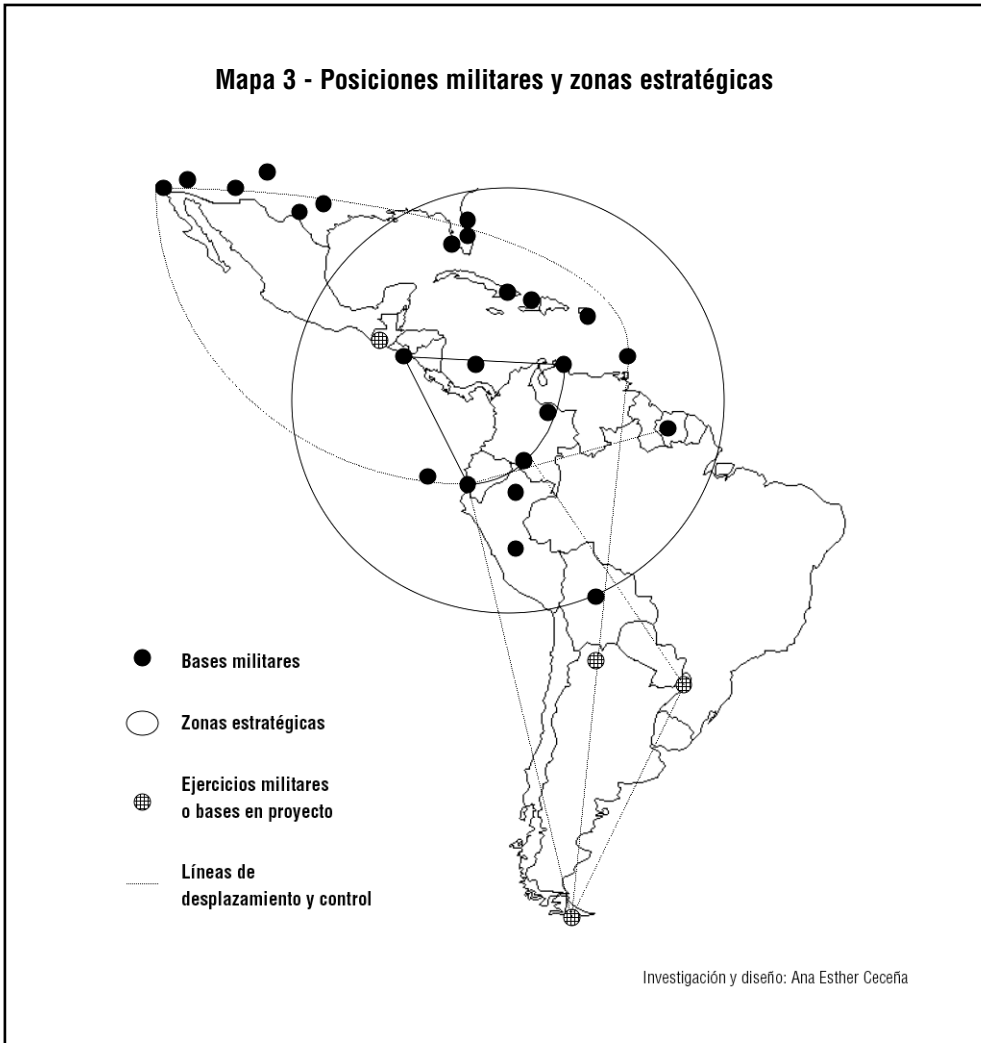 Mapa 3 - Posiciones militares y zonas estratégicas
Bases militares
Zonas estratégicas
Ejercicios militares
o bases en proyecto
Líneas de
desplazamiento y control
Investigación y diseño: Ana Esther Ceceña